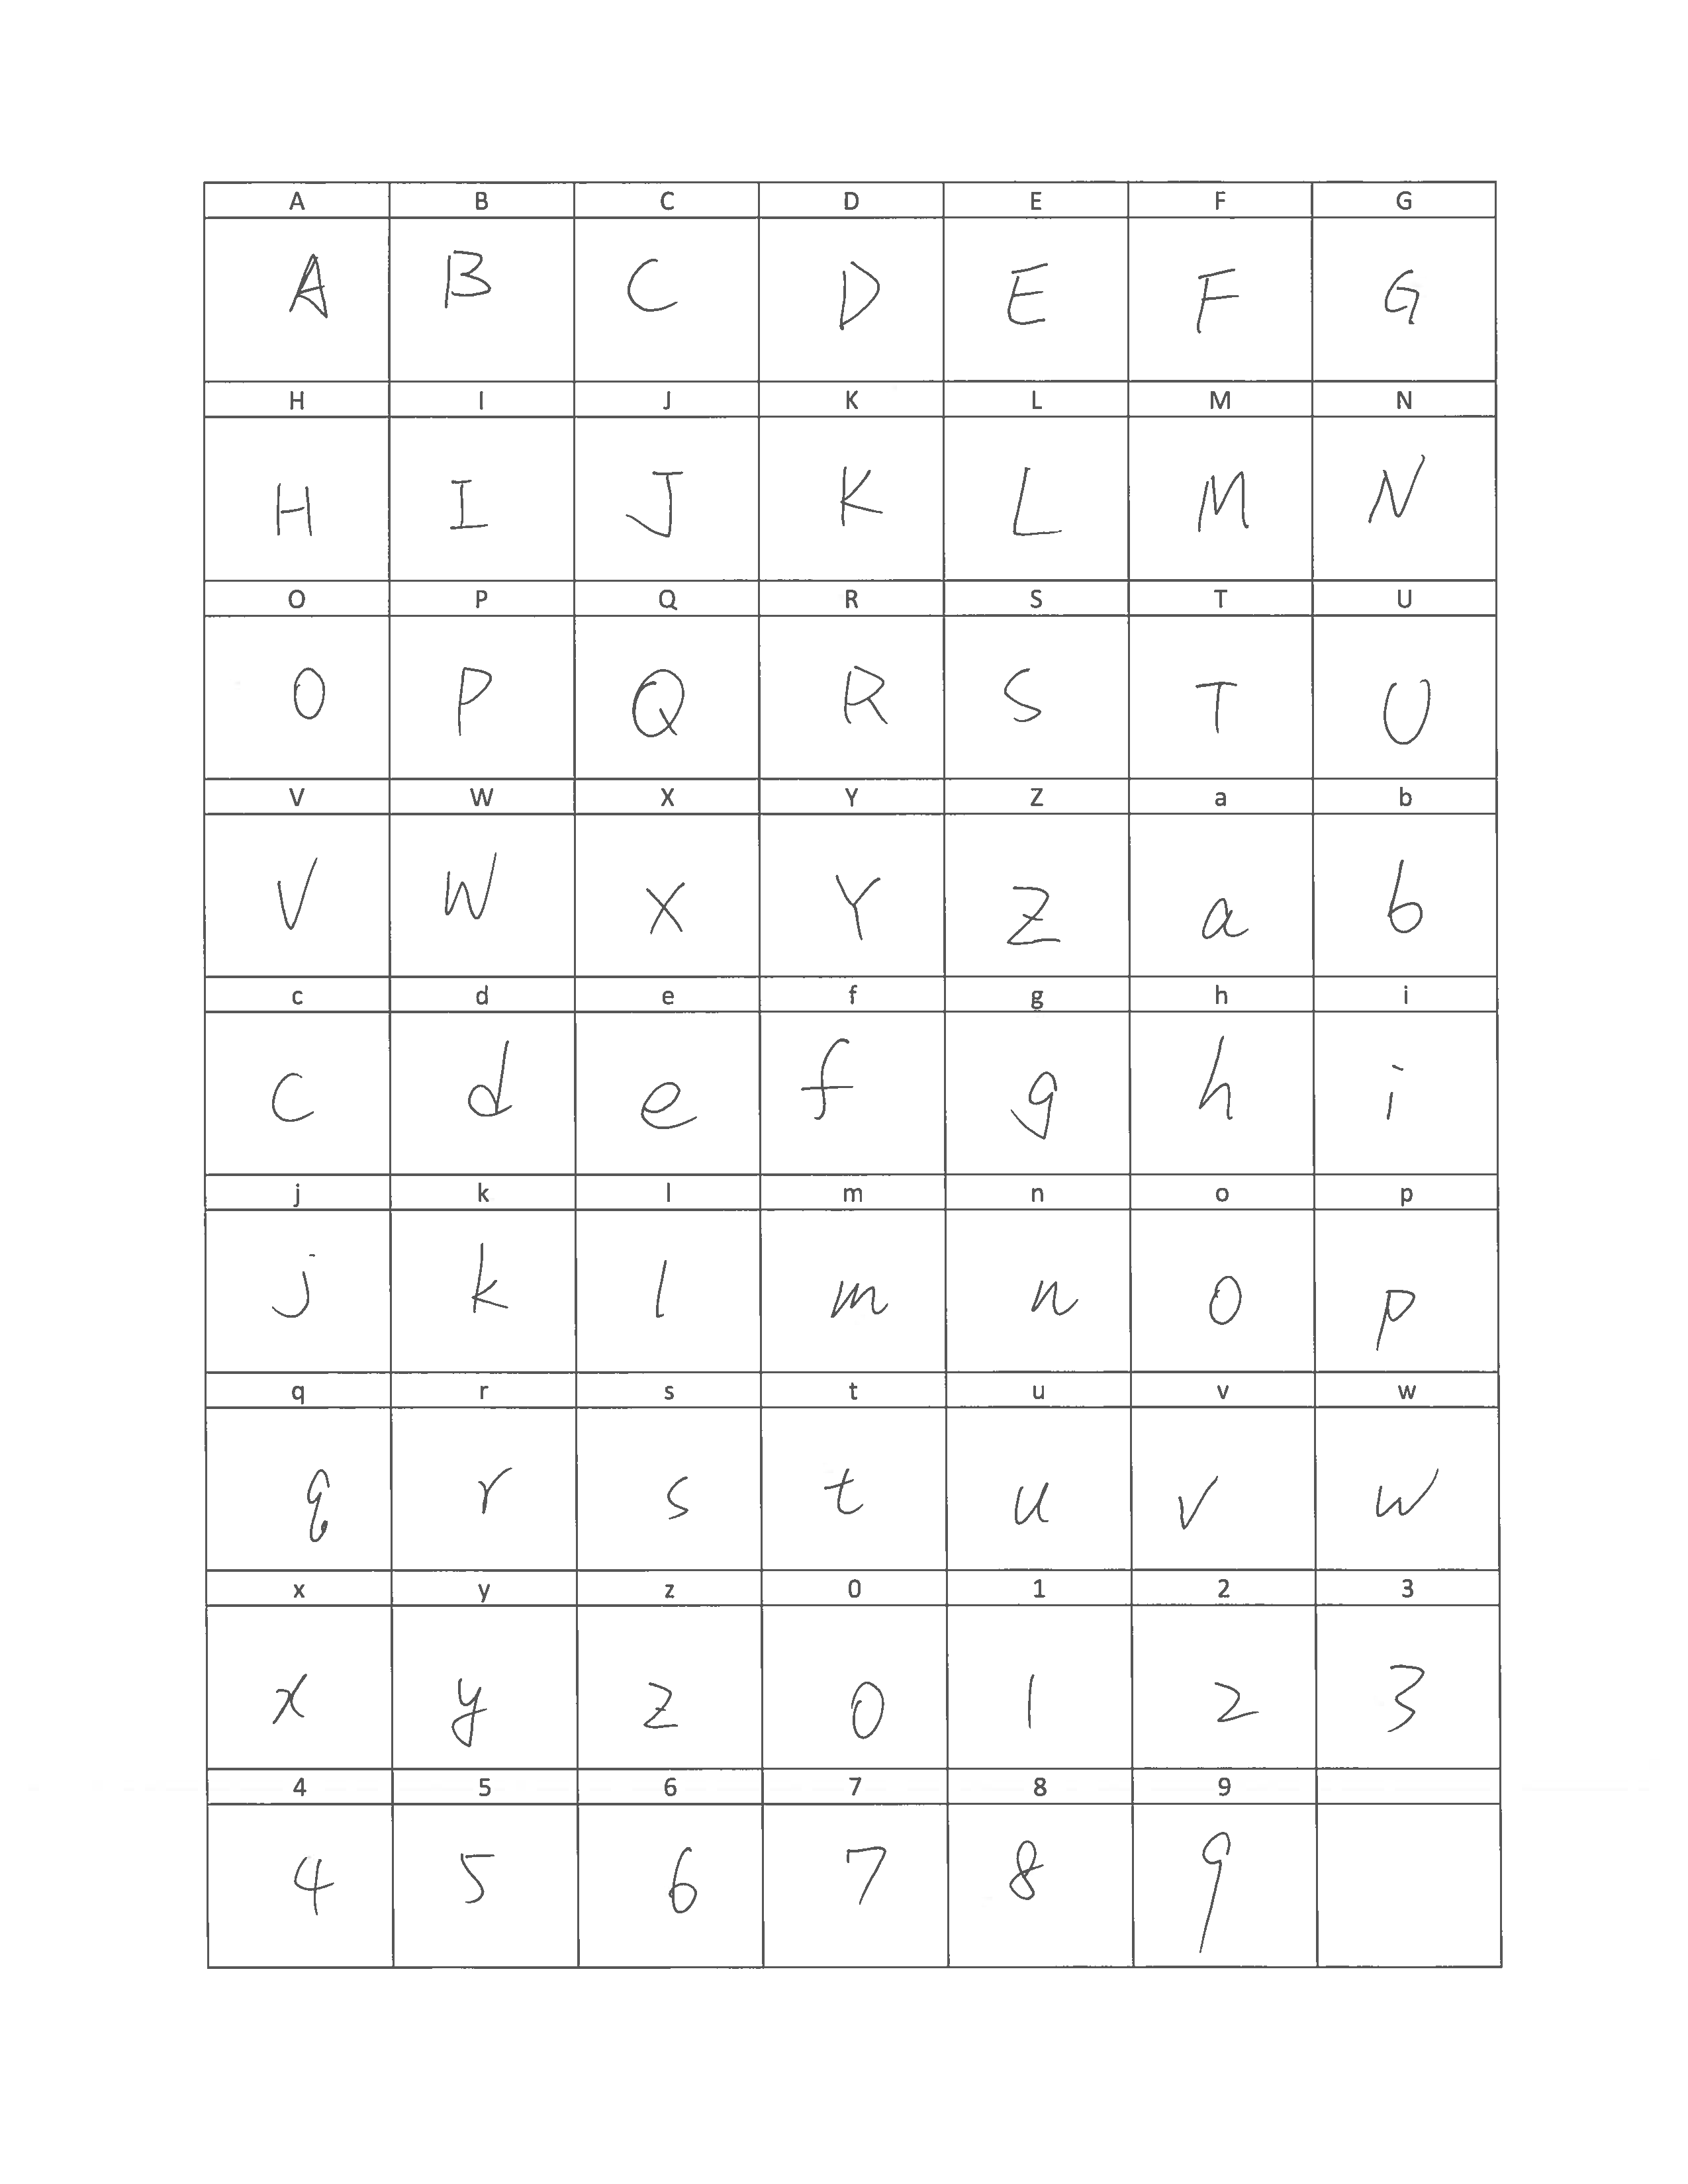 A B C D E F G
A B C D E F G
H I J K L M N
H I J K L M N
O P Q R S T U
O P Q R S T U
V W X Y Z a b
V W X Y Z a b
c d e f g h i
c d e f g h i
j k l m n o p
j k l m n o p
q r s t u v w
q r s t u v w
x y z 0 1 2 3
x y z 0 1 2 3
4 5 6 7 8 9
4 5 6 7 8 9